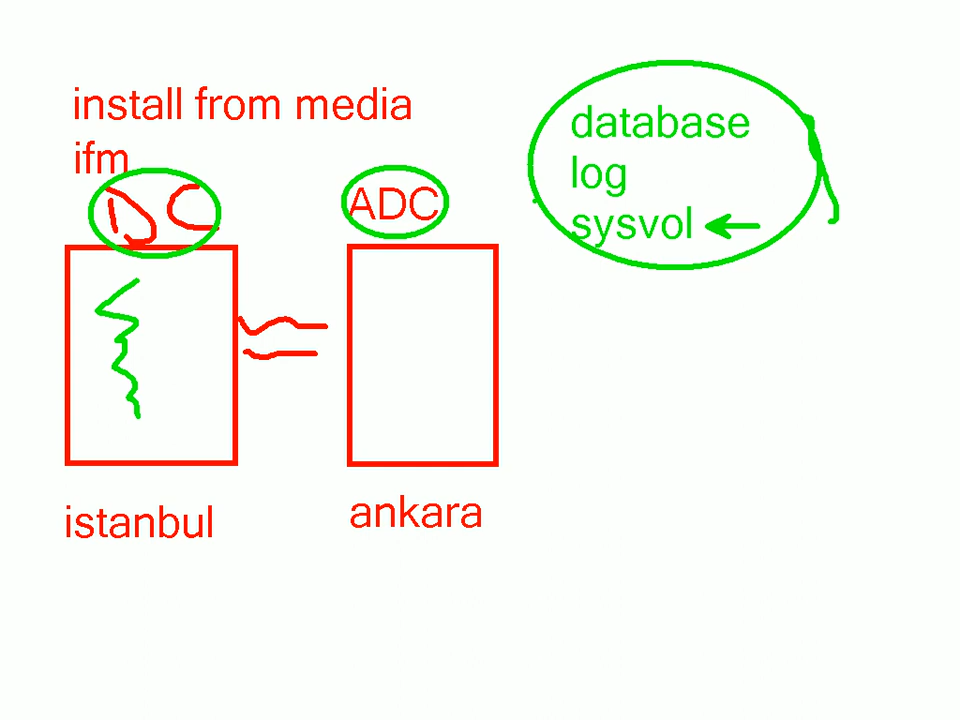 install from media
ifm
DC
ADC
istanbul
ankara
database
log
sysvol